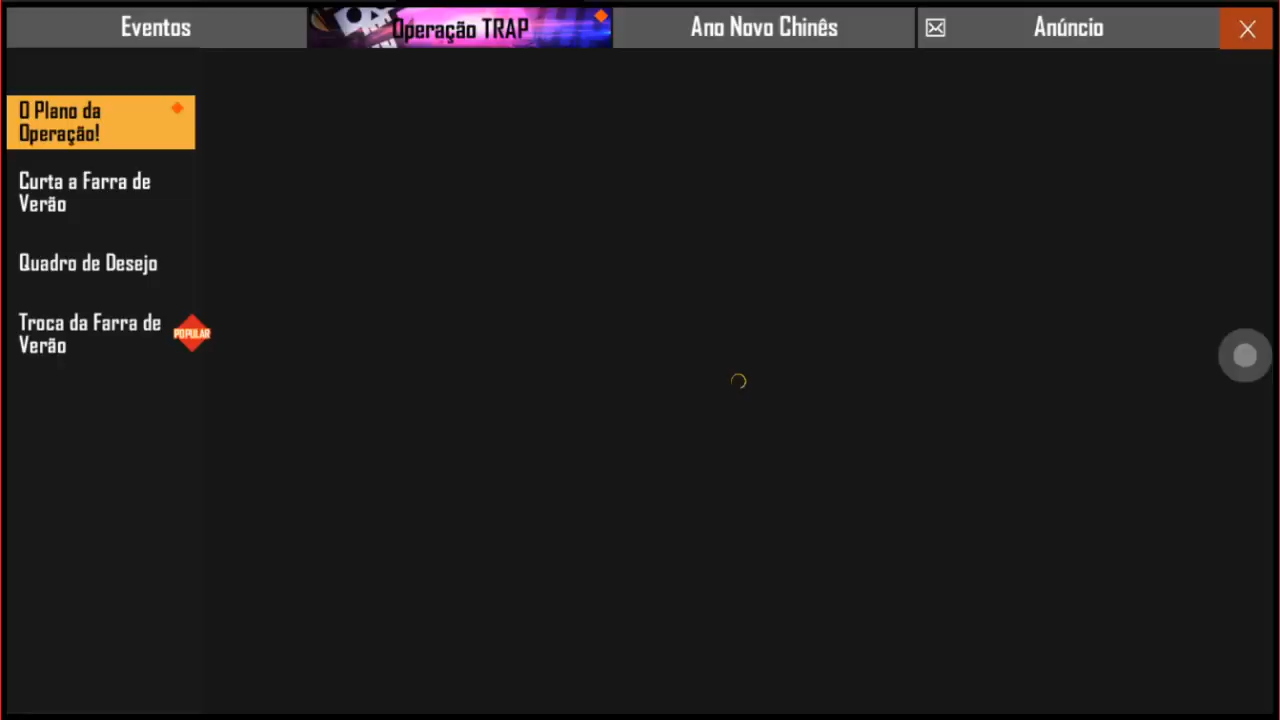 Eventos
Operação TRAP
Ano Novo Chinês
Anúncio
O Plano da
Operação!
Curta a Farra de
Verão
Quadro de Desejo
Troca da Farra de
Verão
POPULAR